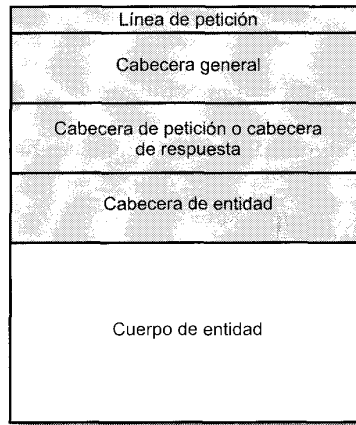 Línea de petición
Cabecera general
Cabecera de petición o cabecera
de respuesta
Cabecera de entidad
Cuerpo de entidad